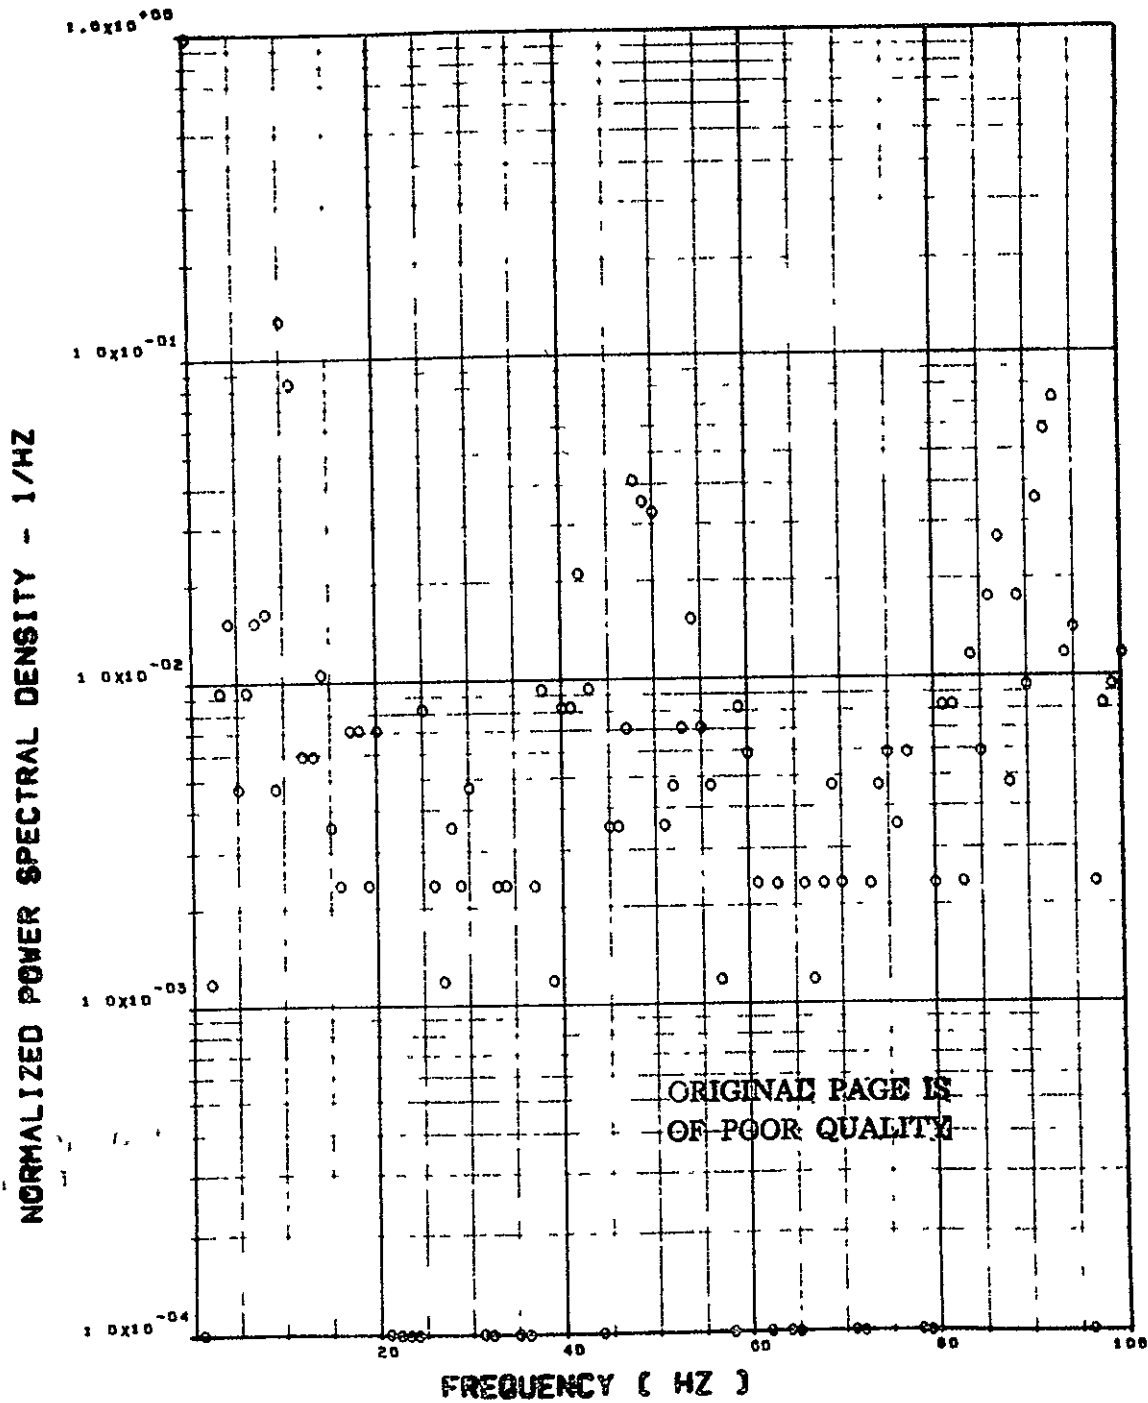 1.0x10+00
1 0x10-01
1 0x10-02
1 0x10-03
1 0x10-04
NORMALIZED POWER SPECTRAL DENSITY - 1/HZ
ORIGINAL PAGE IS
OF POOR QUALITY
20 40 60 80 100
FREQUENCY ( HZ )